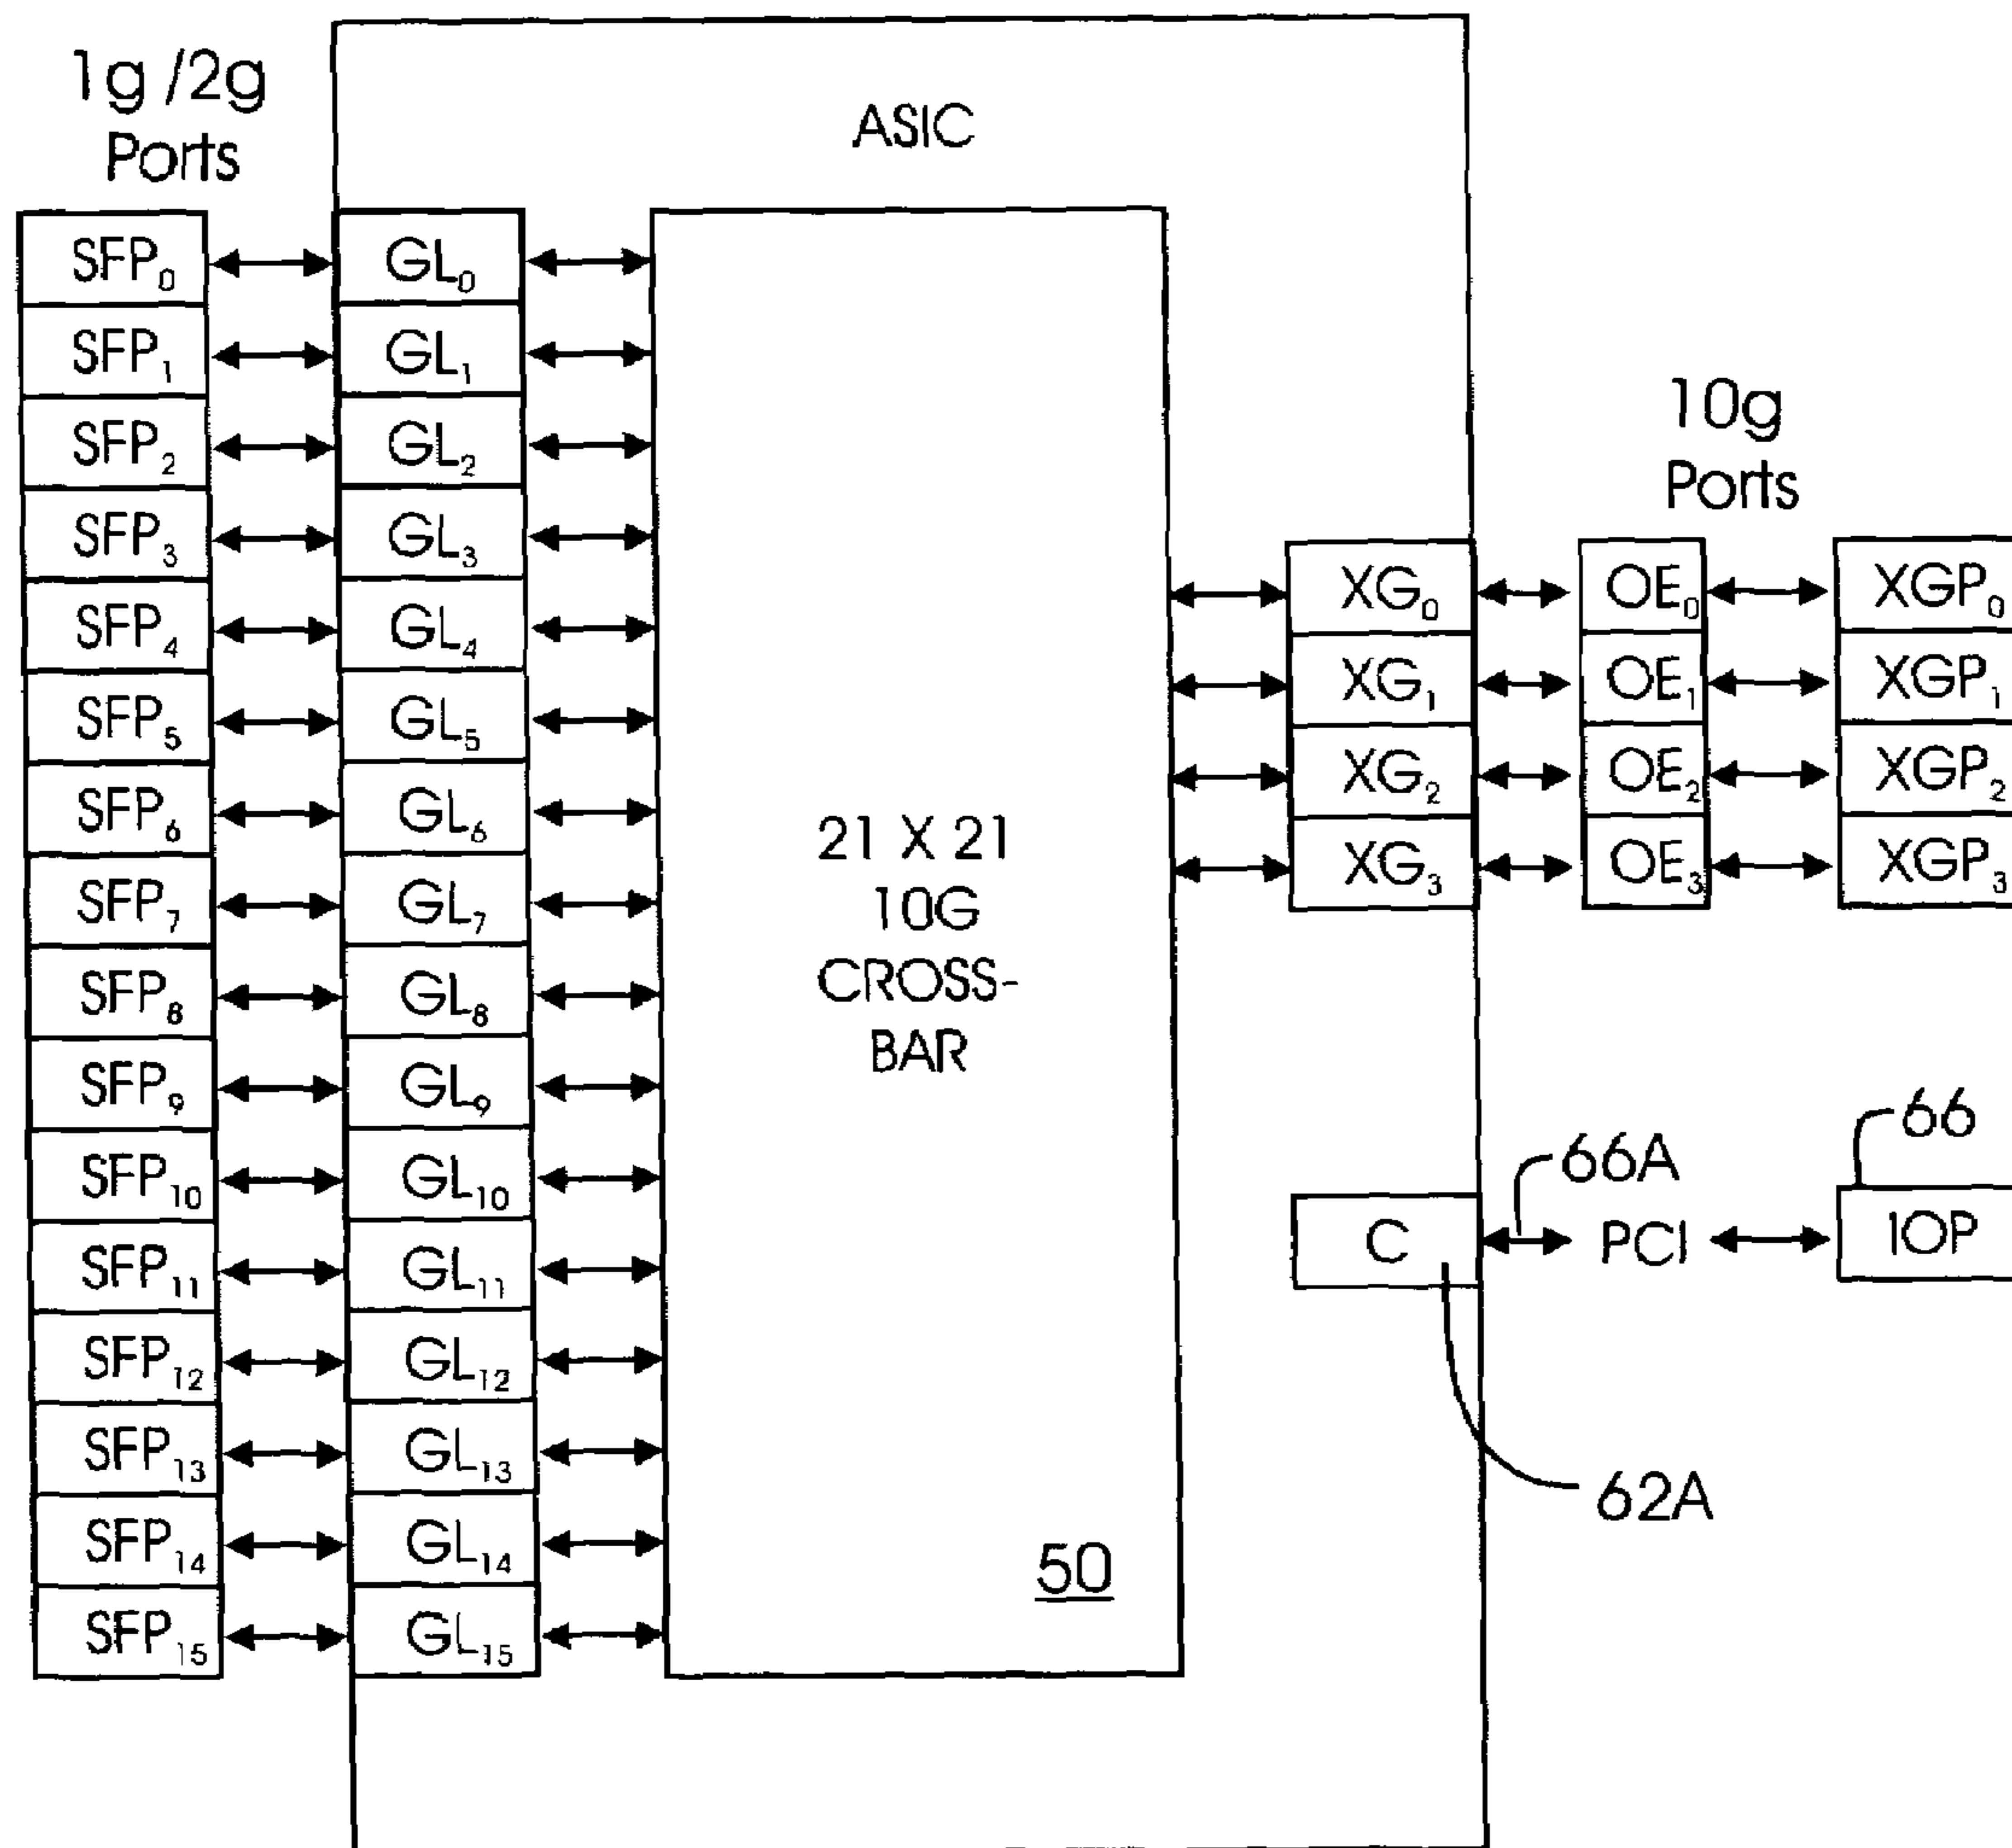 1g /2g
Ports
ASIC
SFP0 GL0
SFP1 GL1
SFP2 GL2
SFP3 GL3
SFP4 GL4
SFP5 GL5
SFP6 GL6
SFP7 GL7
SFP8 GL8
SFP9 GL9
SFP10 GL10
SFP11 GL11
SFP12 GL12
SFP13 GL13
SFP14 GL14
SFP15 GL15
21 X 21
10G
CROSS-
BAR
50
10g
Ports
XG0 OE0 XGP0
XG1 OE1 XGP1
XG2 OE2 XGP2
XG3 OE3 XGP3
66
66A
C PCI IOP
62A